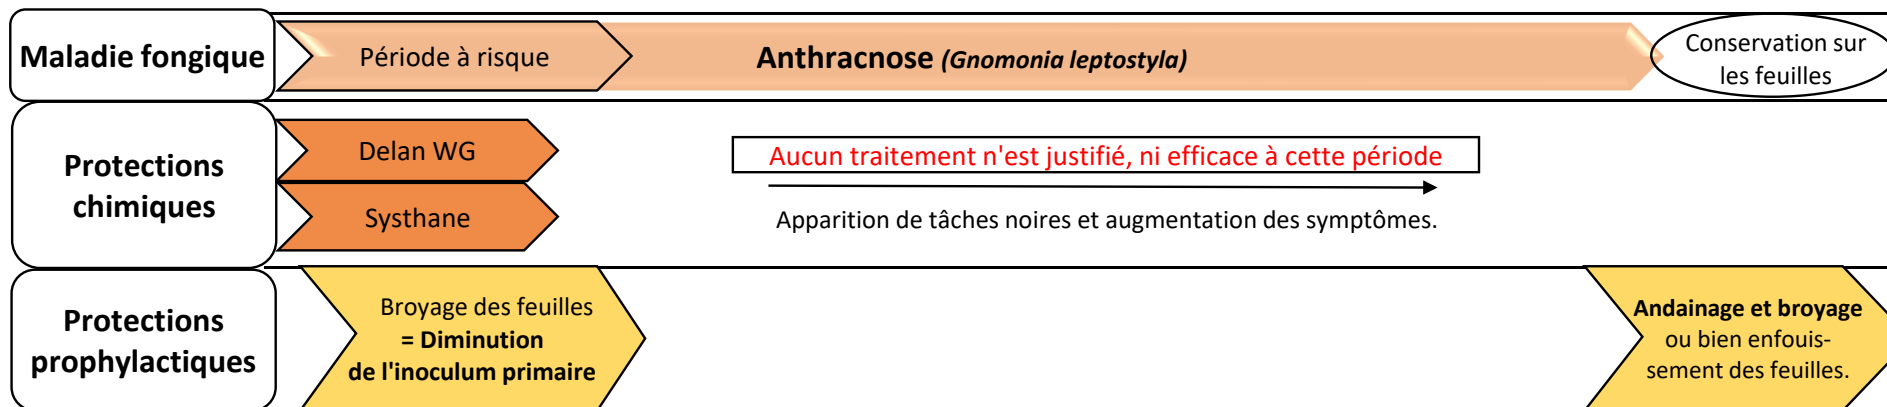 Maladie fongique
Période à risque
Anthracnose (Gnomonia leptostyla)
Conservation sur
les feuilles
Protections
chimiques
Delan WG
Systhane
Aucun traitement n'est justifié, ni efficace à cette période
Apparition de tâches noires et augmentation des symptômes.
Protections
prophylactiques
Broyage des feuilles
= Diminution
de l'inoculum primaire
Andainage et broyage
ou bien enfouis-
sement des feuilles.